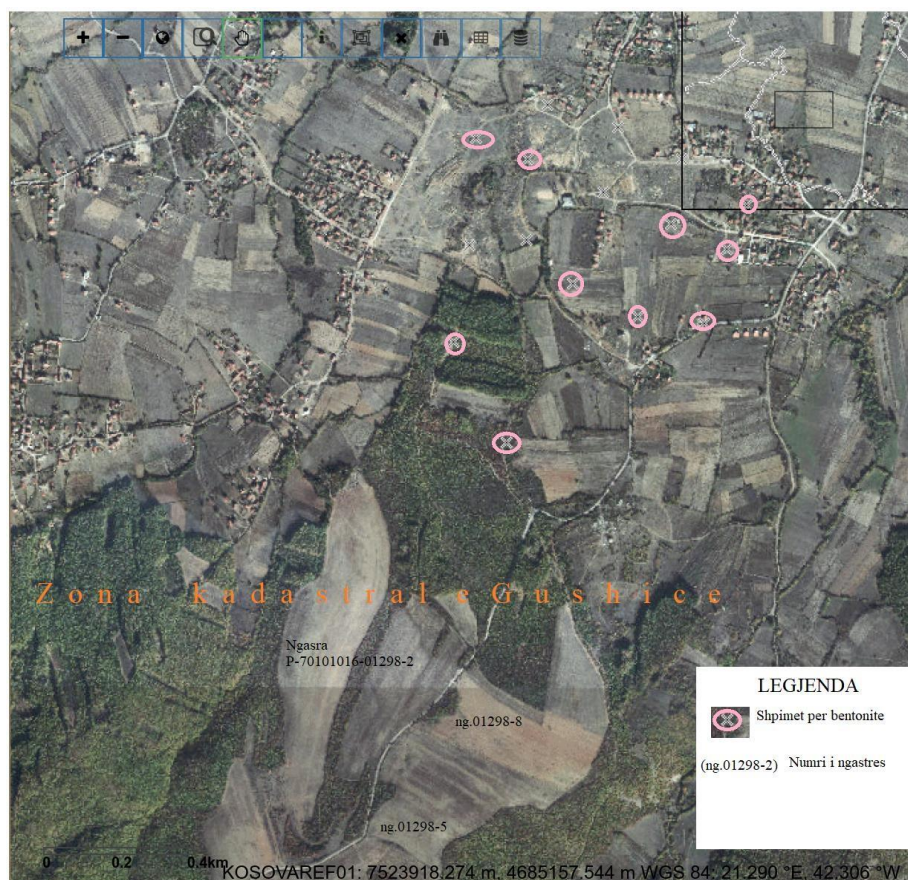 Zona kadastrale Gushice
Ngasra
P-70101016-01298-2
ng.01298-8
ng.01298-5
LEGJENDA
Shpimet per bentonite
(ng.01298-2) Numri i ngastres
0 0.2 0.4km
KOSOVAREF01: 7523918.274 m, 4685157.544 m WGS 84, 21.290 °E, 42.306 °W